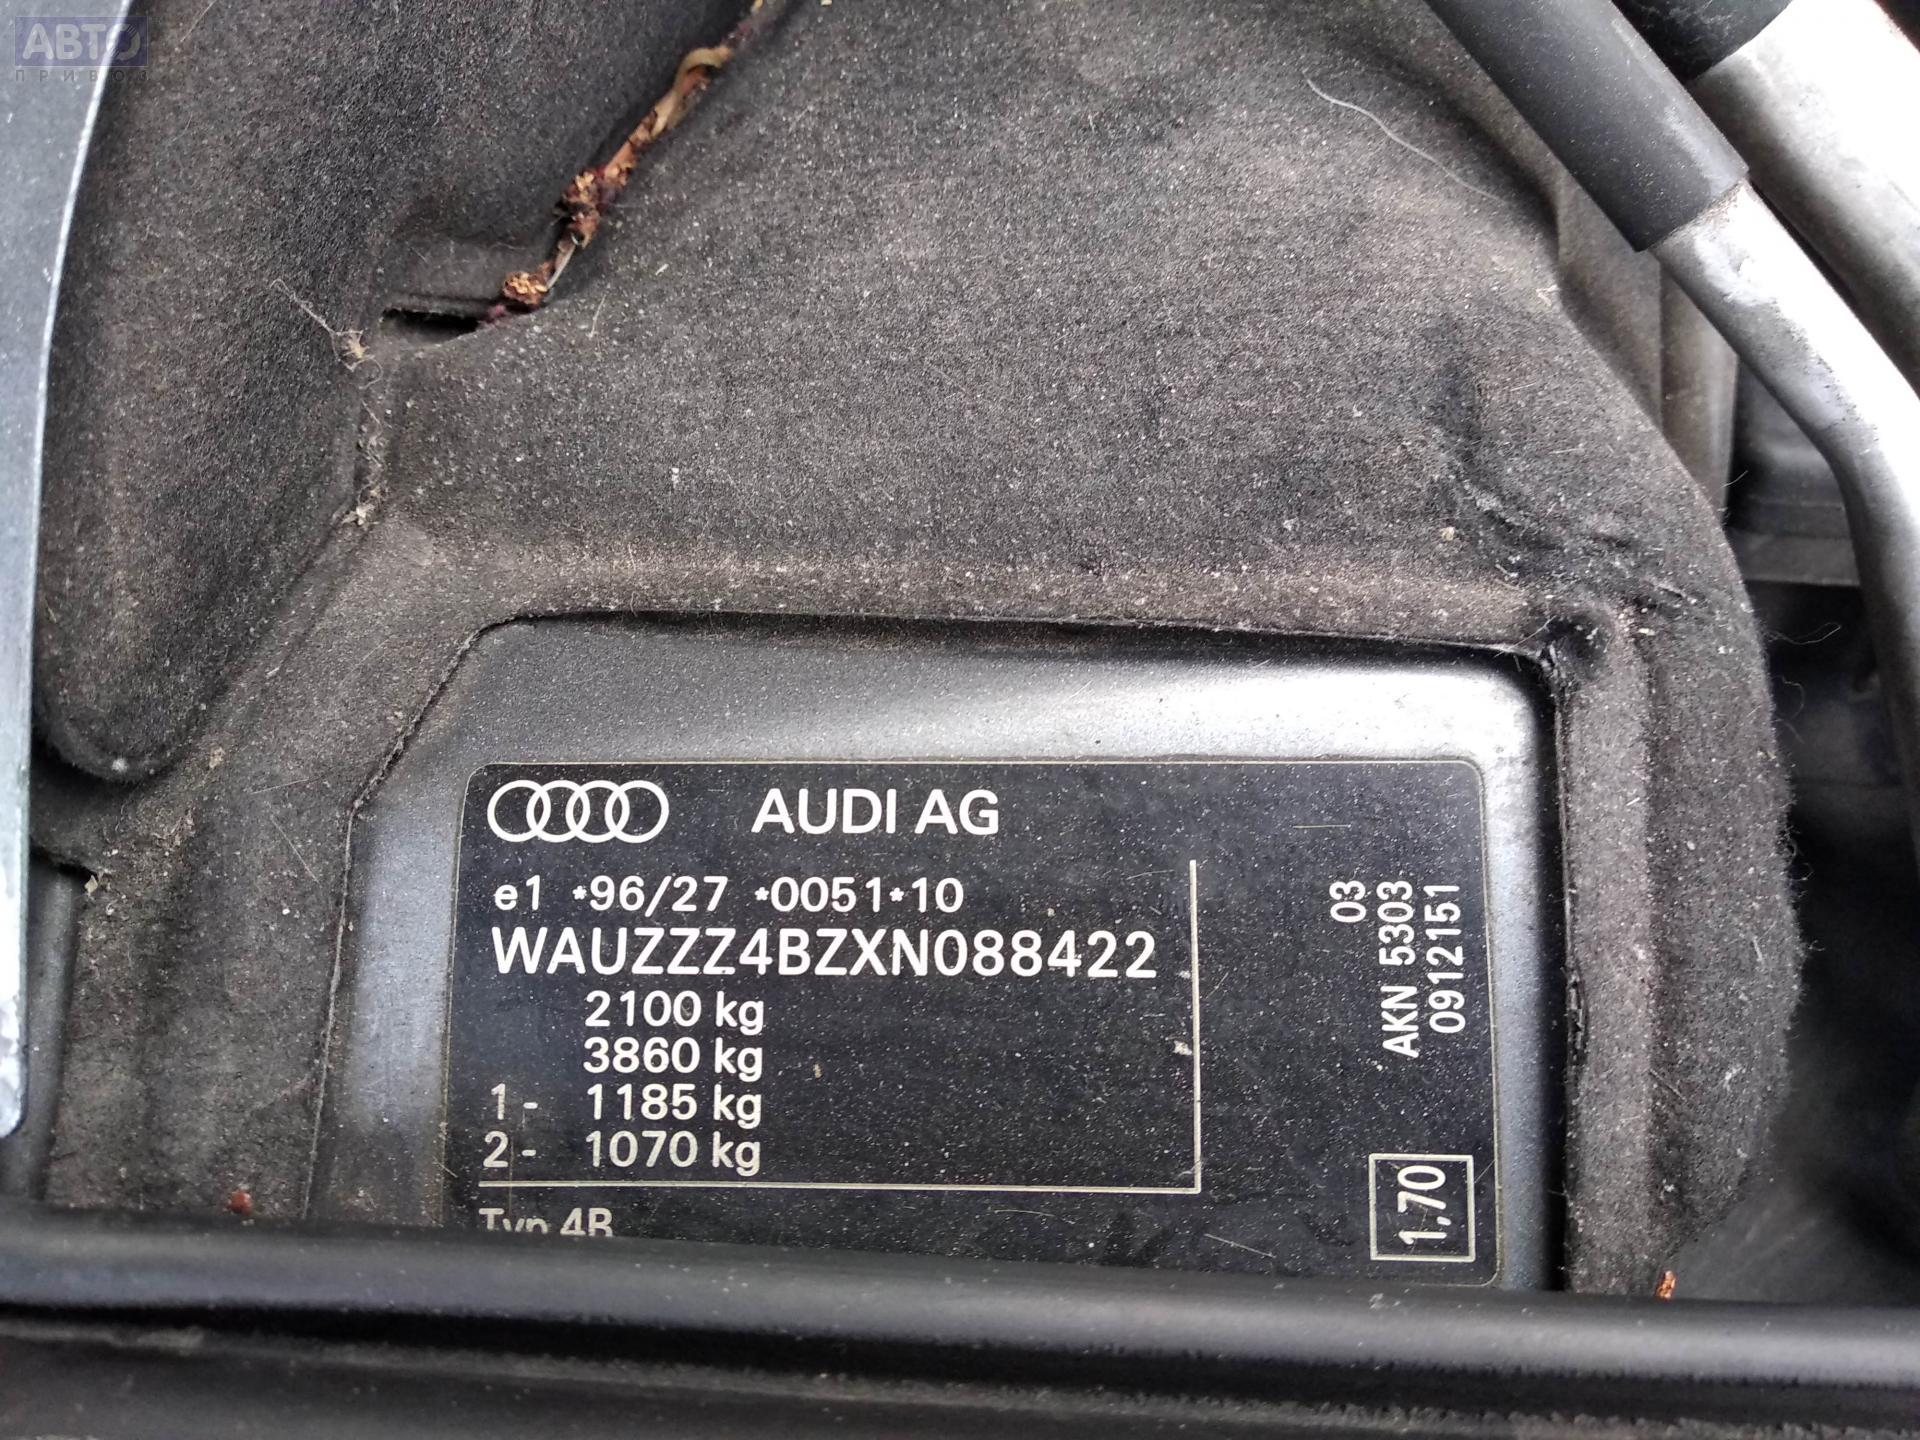 АВТО
ПРИВОЗ
AUDI AG
e1 *96/27 *0051*10
WAUZZZ4BZXN088422
2100 kg
3860 kg
1- 1185 kg
2- 1070 kg
Typ 4B
03
AKN 5303
0912151
1,70